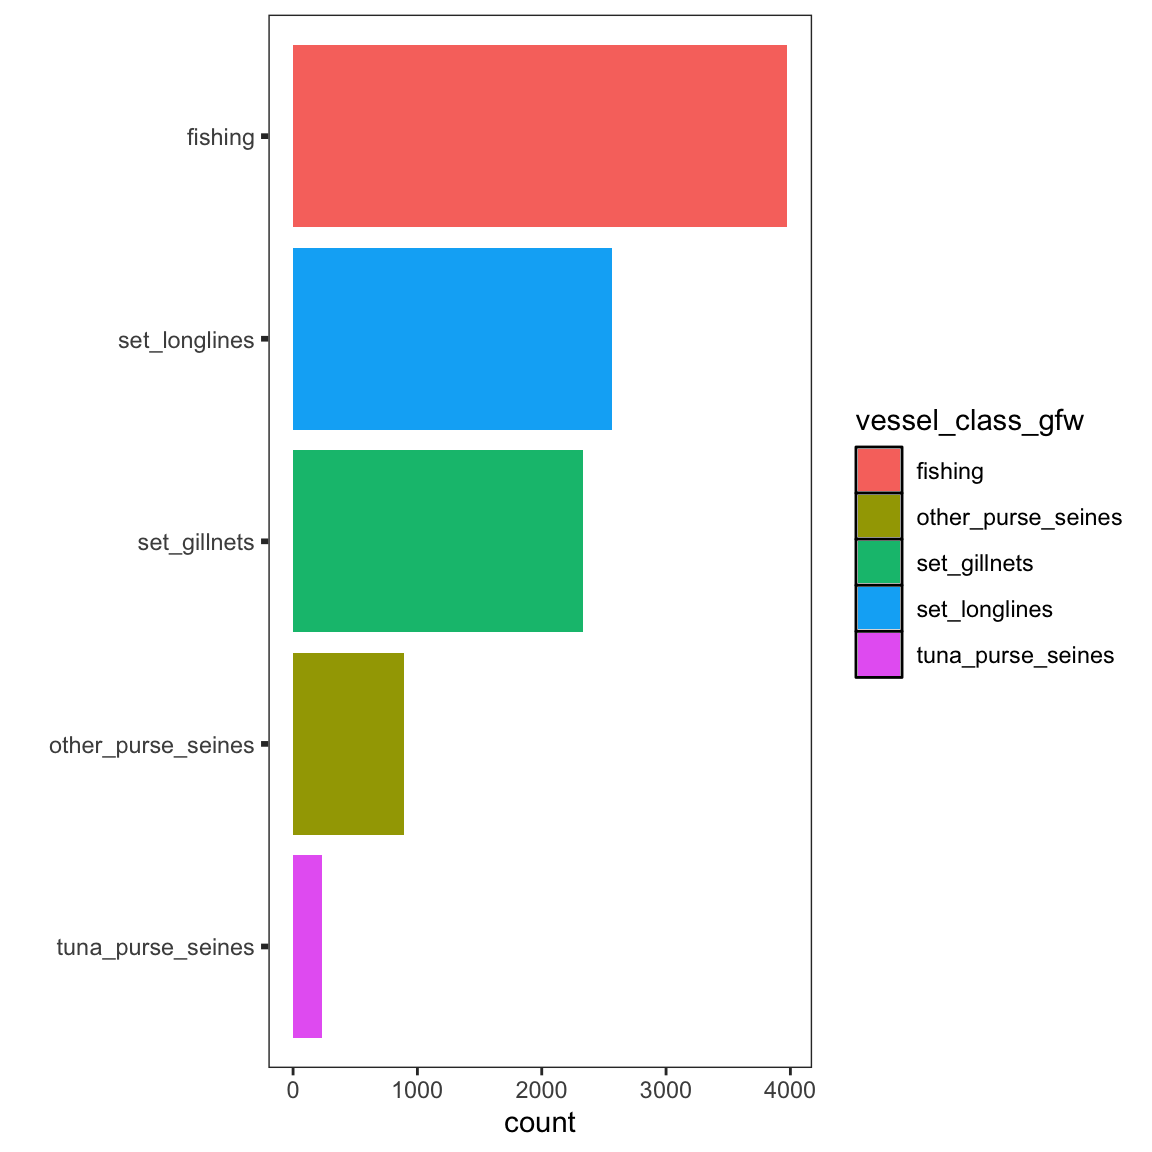 fishing
set_longlines
set_gillnets
other_purse_seines
tuna_purse_seines
0 1000 2000 3000 4000
count
vessel_class_gfw
fishing
other_purse_seines
set_gillnets
set_longlines
tuna_purse_seines